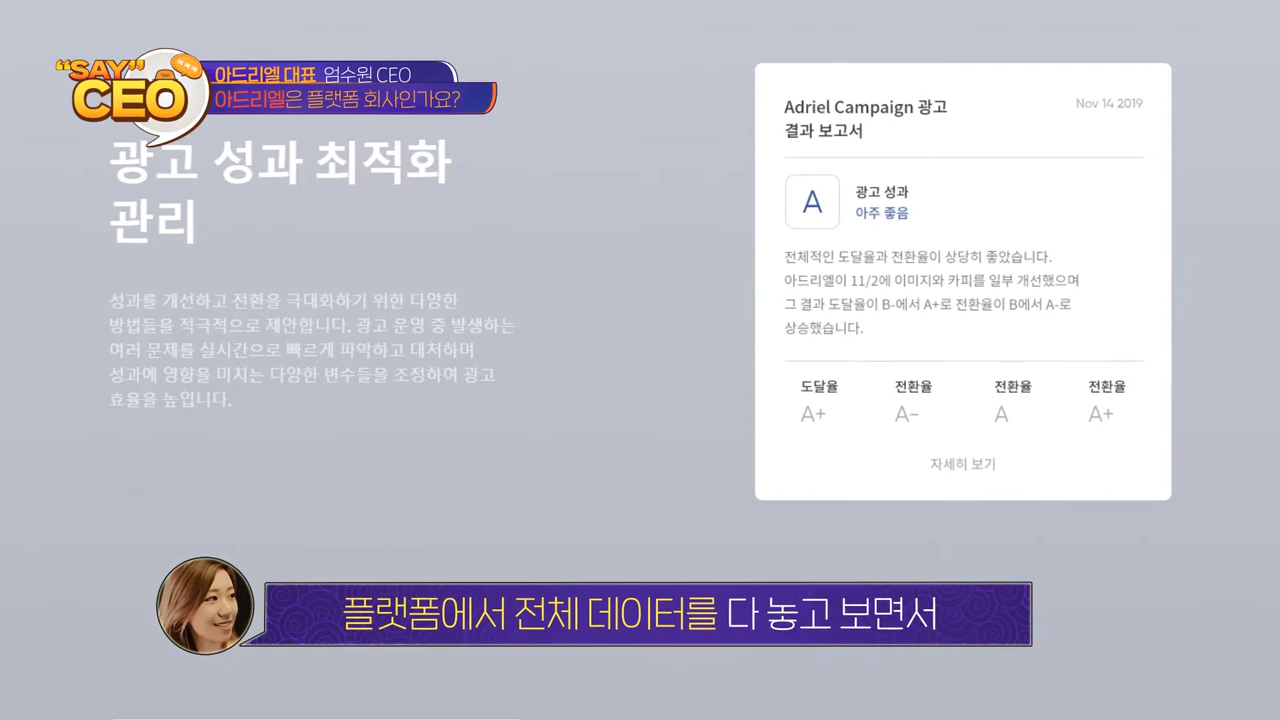 “SAY”
CEO
아드리엘 대표 엄수원 CEO
아드리엘은 플랫폼 회사인가요?
광고 성과 최적화
관리
성과를 개선하고 전환을 극대화하기 위한 다양한
방법들을 적극적으로 제안합니다. 광고 운영 중 발생하는
여러 문제를 실시간으로 빠르게 파악하고 대처하며
성과에 영향을 미치는 다양한 변수들을 조정하여 광고
효율을 높입니다.
Adriel Campaign 광고
결과 보고서
Nov 14 2019
A
광고 성과
아주 좋음
전체적인 도달율과 전환율이 상당히 좋았습니다.
아드리엘이 11/2에 이미지와 카피를 일부 개선했으며
그 결과 도달율이 B-에서 A+로 전환율이 B에서 A-로
상승했습니다.
도달율 전환율 전환율 전환율
A+ A- A A+
자세히 보기
플랫폼에서 전체 데이터를 다 놓고 보면서